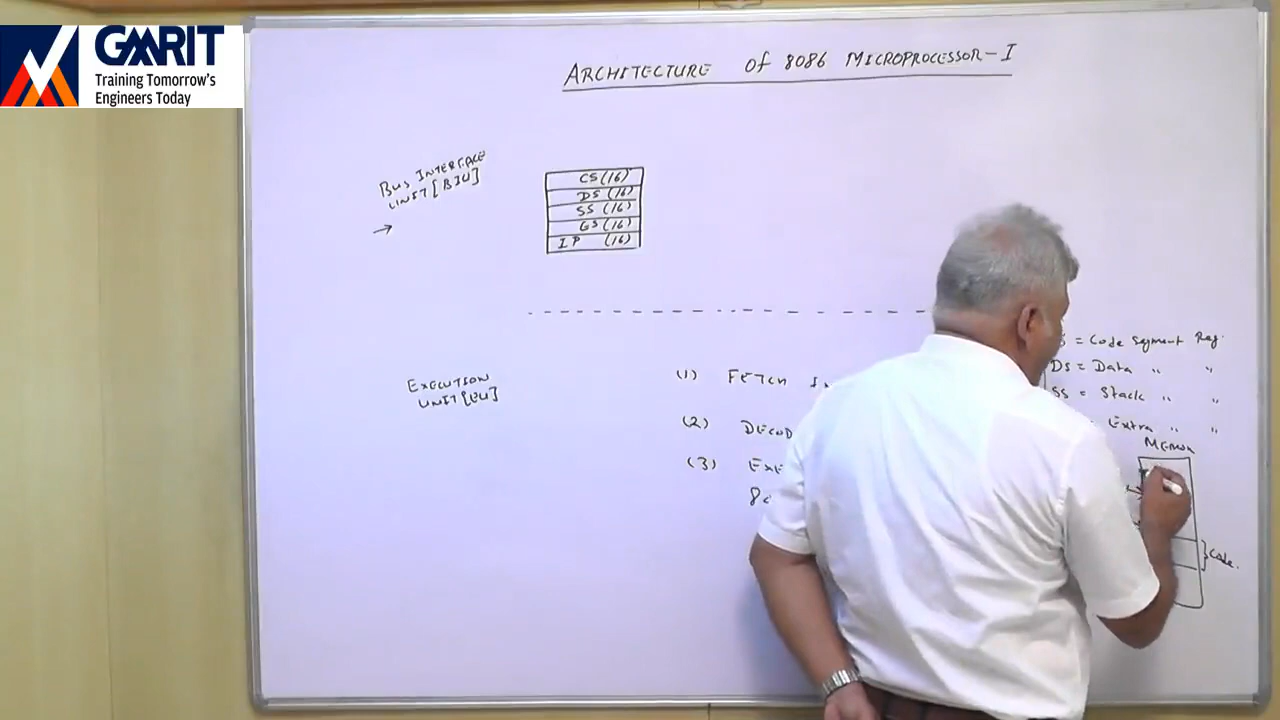 GMRIT
Training Tomorrow's
Engineers Today
ARCHITECTURE of 8086 MICROPROCESSOR-I
BUS INTERFACE
UNIT [BIU]
→
CS (16)
DS (16)
SS (16)
ES (16)
IP (16)
EXECUTION
UNIT [EU]
(1) FETCH
(2) DECOD
(3) EXE
= Code Segment Reg.
DS = Data " "
SS = Stack " "
Extra " "
MEMOR
Code.